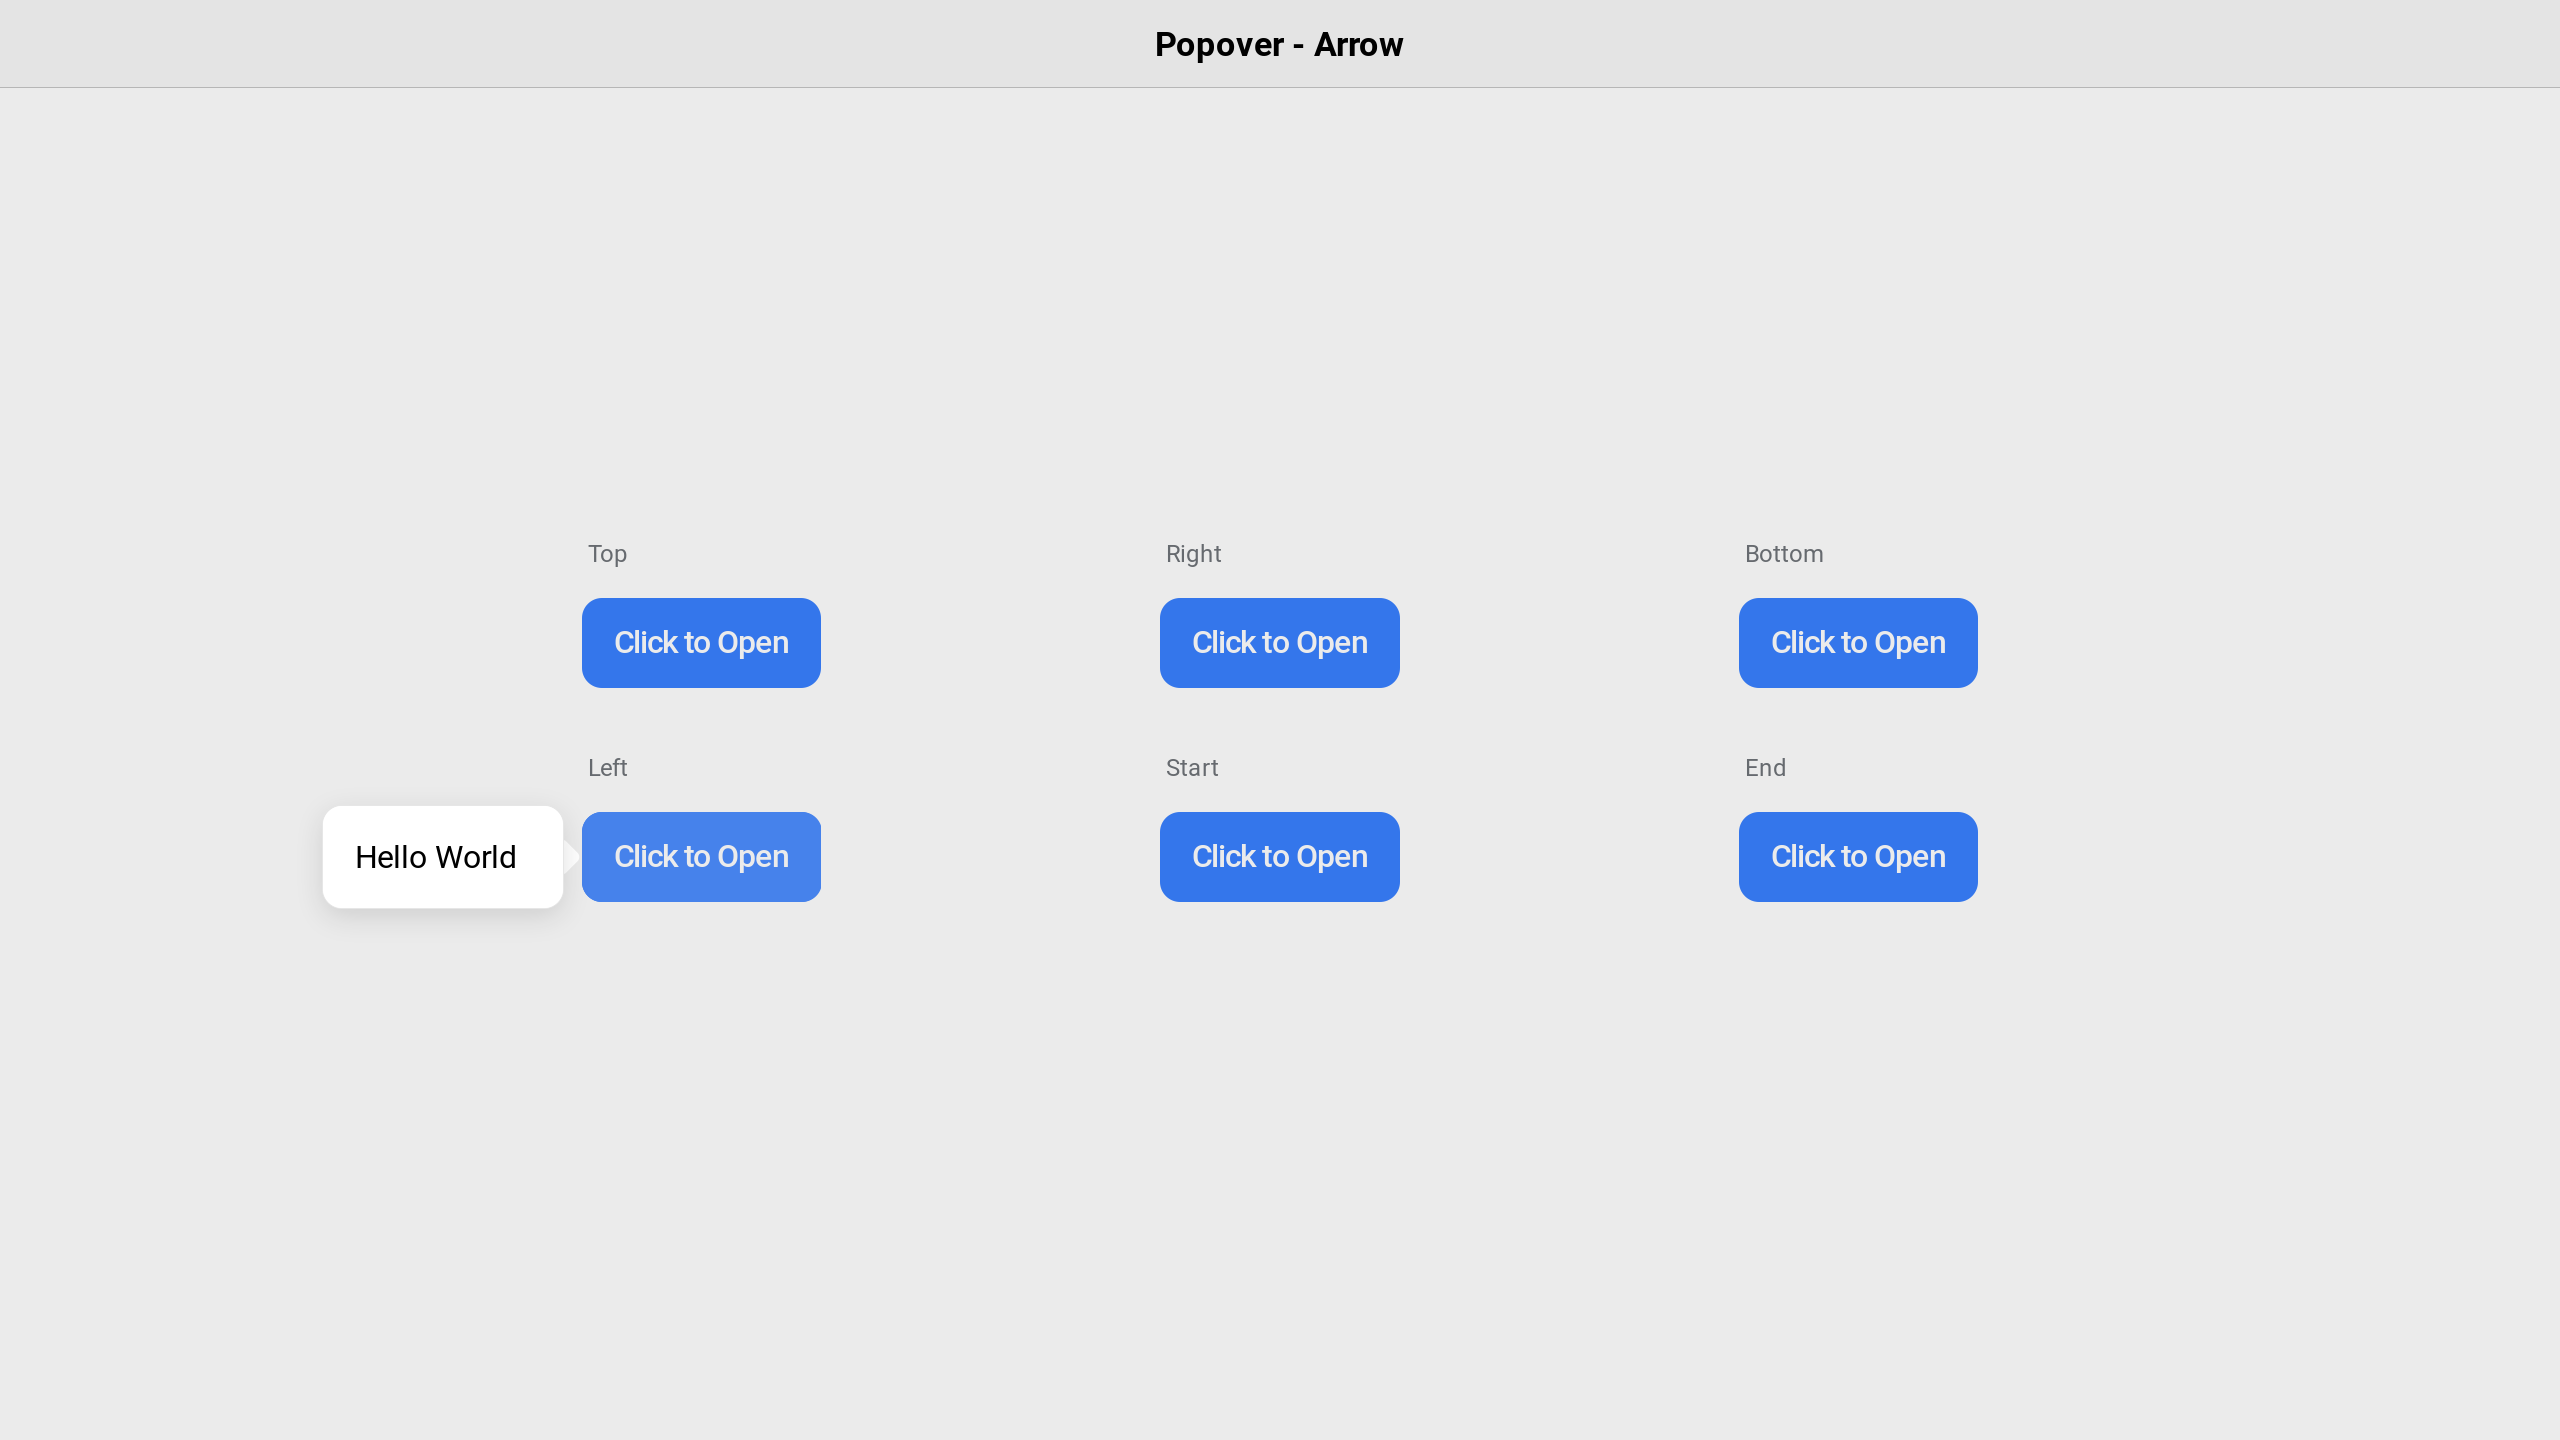 Popover - Arrow
Top
Right
Bottom
Click to Open
Click to Open
Click to Open
Left
Start
End
Hello World
Click to Open
Click to Open
Click to Open